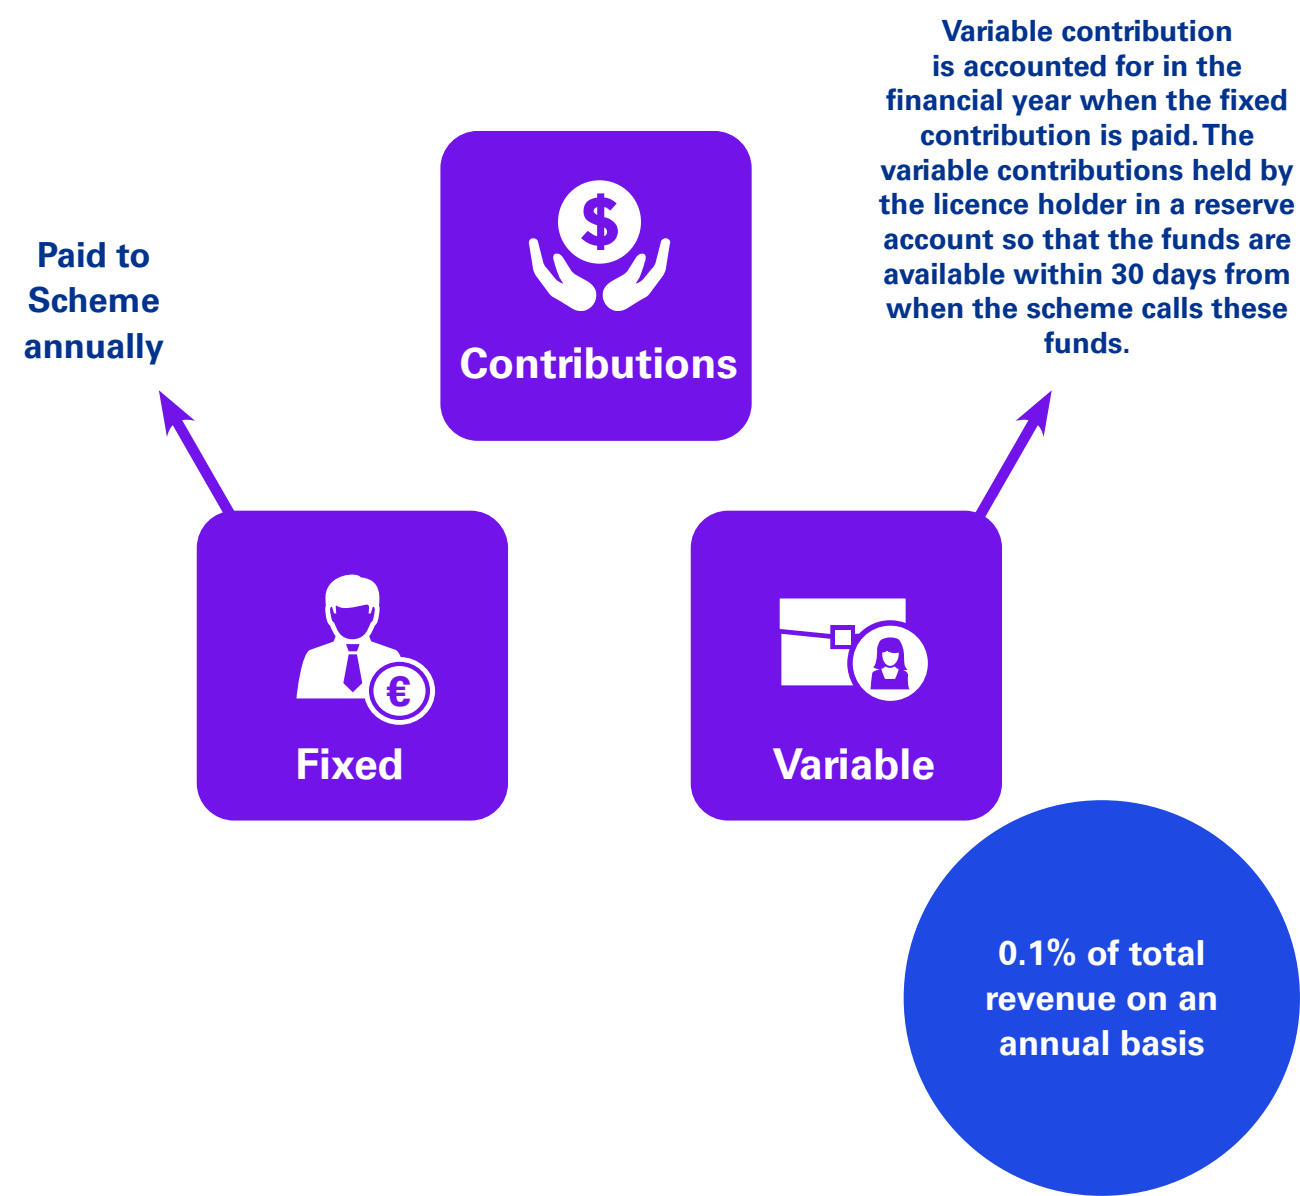 Variable contribution
is accounted for in the
financial year when the fixed
contribution is paid. The
variable contributions held by
the licence holder in a reserve
account so that the funds are
available within 30 days from
when the scheme calls these
funds.
Paid to
Scheme
annually
$
Contributions
€
Fixed
Variable
0.1% of total
revenue on an
annual basis